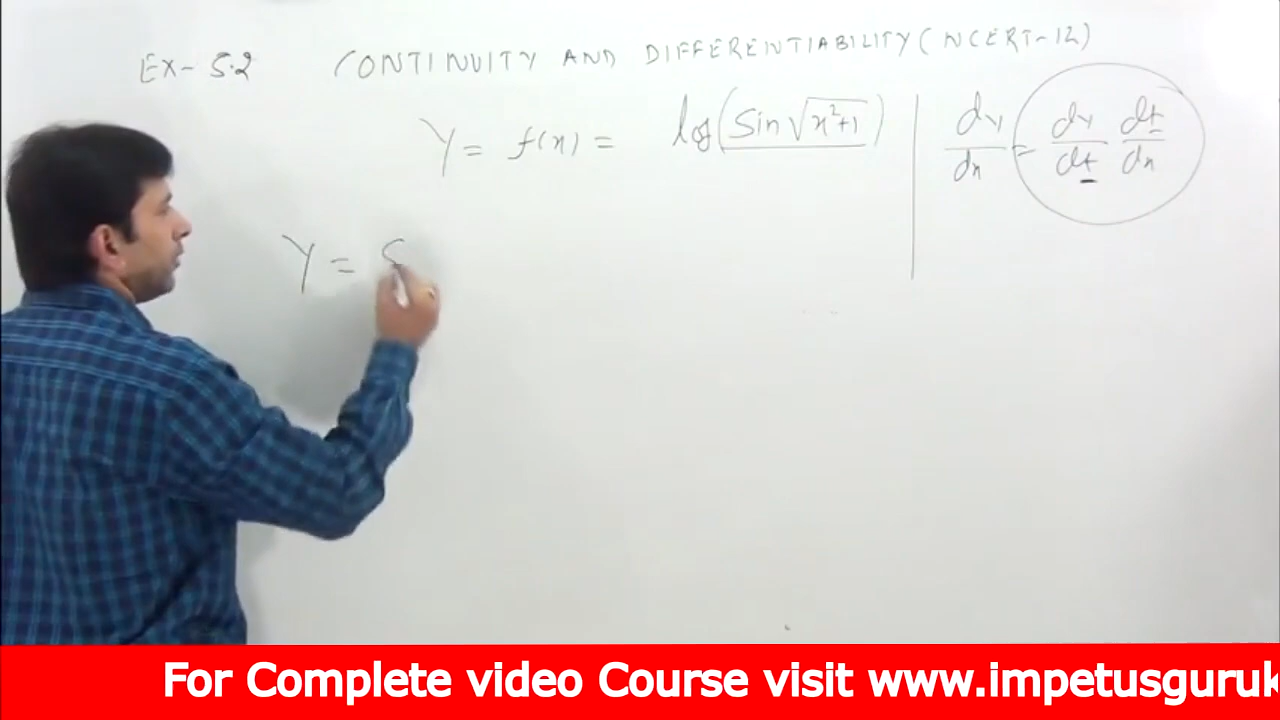 EX- 5.2 CONTINUITY AND DIFFERENTIABILITY (NCERT-12)
Y = f(x) = log(Sin √x²+1) | dy/dx = dy/dt dt/dx
Y = S
For Complete video Course visit www.impetusguruk